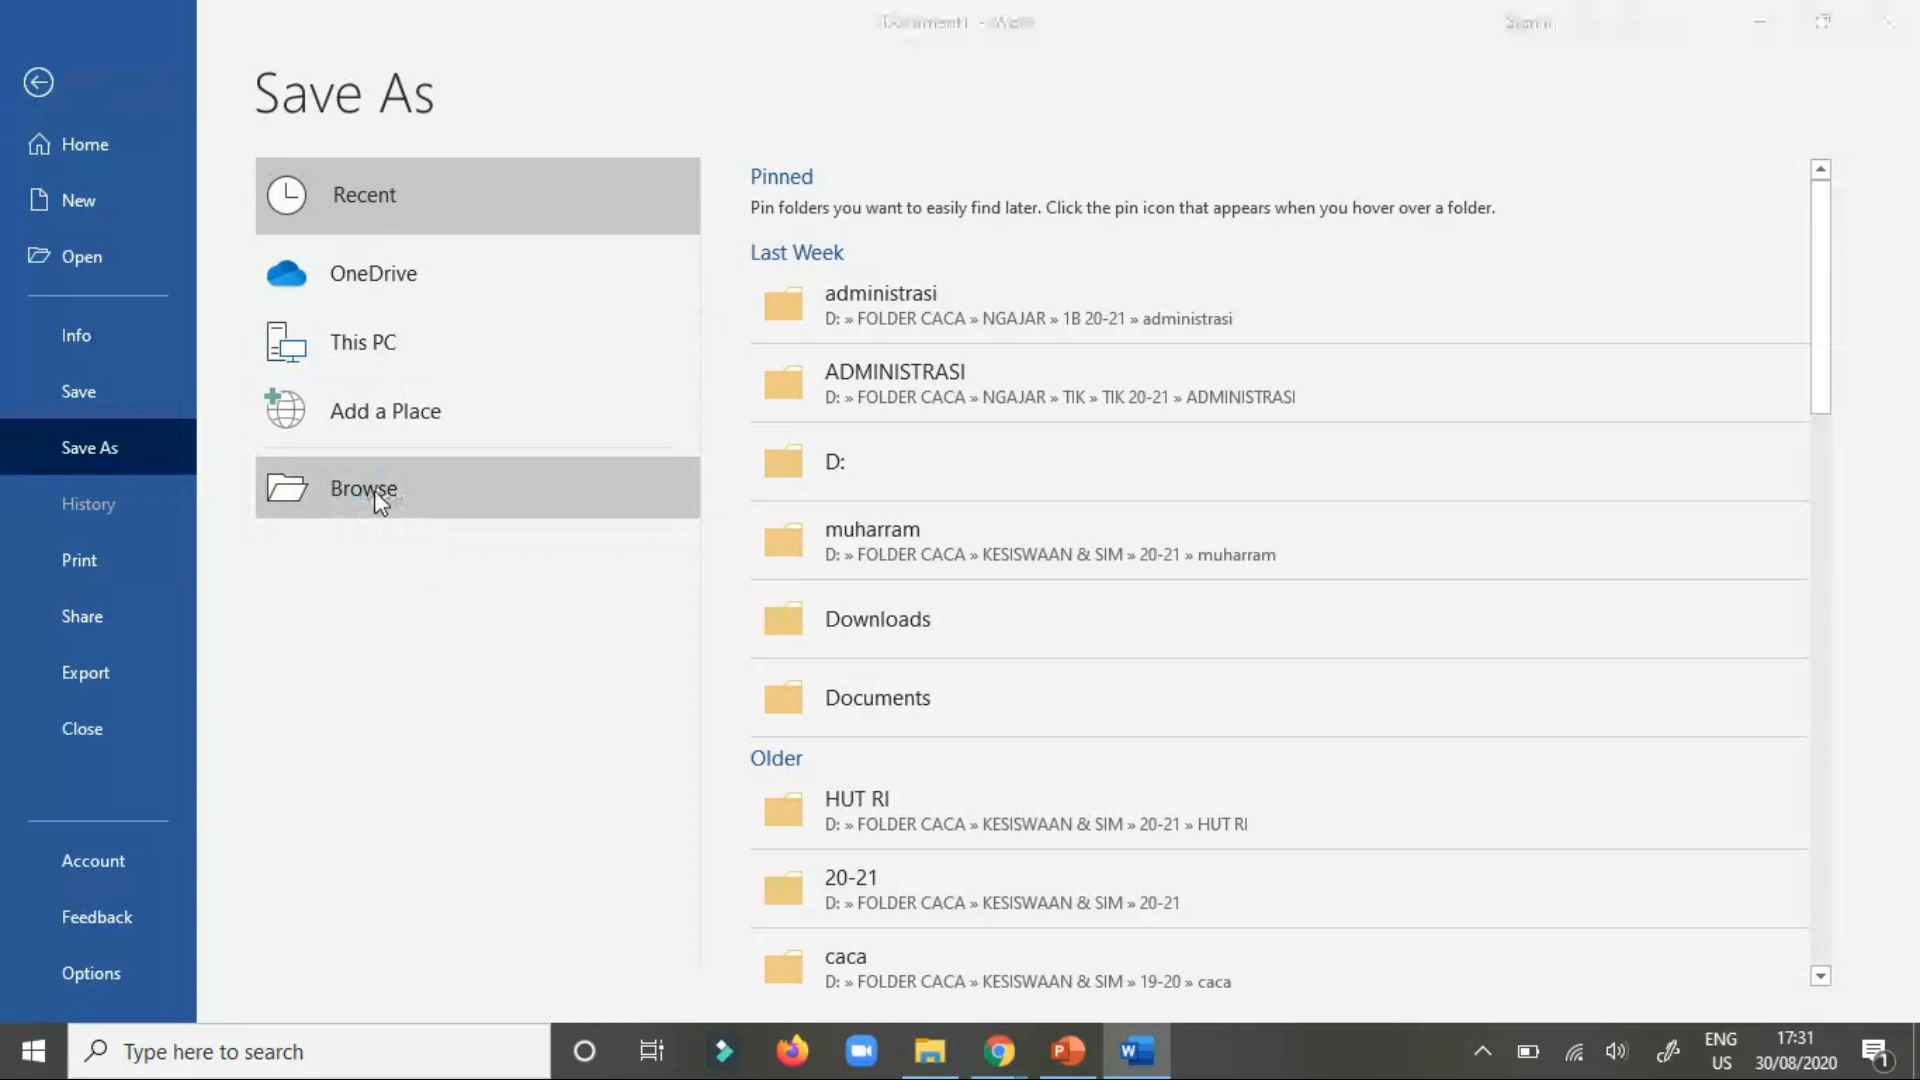 Document1 - Word
Sign in
Save As
Home
New
Open
Info
Save
Save As
History
Print
Share
Export
Close
Account
Feedback
Options
Recent
OneDrive
This PC
Add a Place
Browse
Pinned
Pin folders you want to easily find later. Click the pin icon that appears when you hover over a folder.
Last Week
administrasi
D: » FOLDER CACA » NGAJAR » 1B 20-21 » administrasi
ADMINISTRASI
D: » FOLDER CACA » NGAJAR » TIK » TIK 20-21 » ADMINISTRASI
D:
muharram
D: » FOLDER CACA » KESISWAAN & SIM » 20-21 » muharram
Downloads
Documents
Older
HUT RI
D: » FOLDER CACA » KESISWAAN & SIM » 20-21 » HUT RI
20-21
D: » FOLDER CACA » KESISWAAN & SIM » 20-21
caca
D: » FOLDER CACA » KESISWAAN & SIM » 19-20 » caca
Type here to search
P
W
ENG
US
17:31
30/08/2020
1